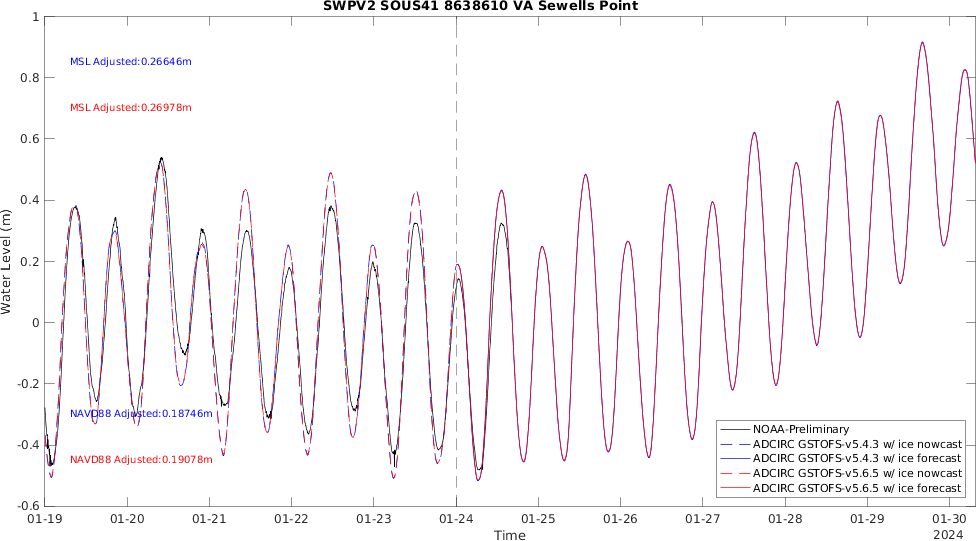 SWPV2 SOUS41 8638610 VA Sewells Point
1
0.8
0.6
0.4
0.2
0
-0.2
-0.4
-0.6
Water Level (m)
MSL Adjusted:0.26646m
MSL Adjusted:0.26978m
NAVD88 Adjusted:0.18746m
NAVD88 Adjusted:0.19078m
NOAA-Preliminary
ADCIRC GSTOFS-v5.4.3 w/ ice nowcast
ADCIRC GSTOFS-v5.4.3 w/ ice forecast
ADCIRC GSTOFS-v5.6.5 w/ ice nowcast
ADCIRC GSTOFS-v5.6.5 w/ ice forecast
01-19 01-20 01-21 01-22 01-23 01-24 01-25 01-26 01-27 01-28 01-29 01-30
Time
2024